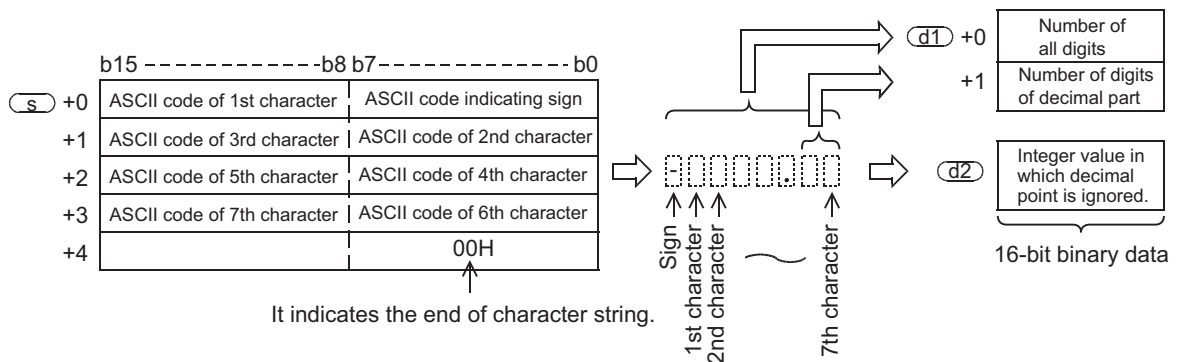 b15 b8 b7 b0
s +0 ASCII code of 1st character ASCII code indicating sign
+1 ASCII code of 3rd character ASCII code of 2nd character
+2 ASCII code of 5th character ASCII code of 4th character
+3 ASCII code of 7th character ASCII code of 6th character
+4 00H
It indicates the end of character string.
- .
Sign
1st character
2nd character
7th character
d1 +0 Number of
all digits
+1 Number of digits
of decimal part
d2 Integer value in
which decimal
point is ignored.
16-bit binary data